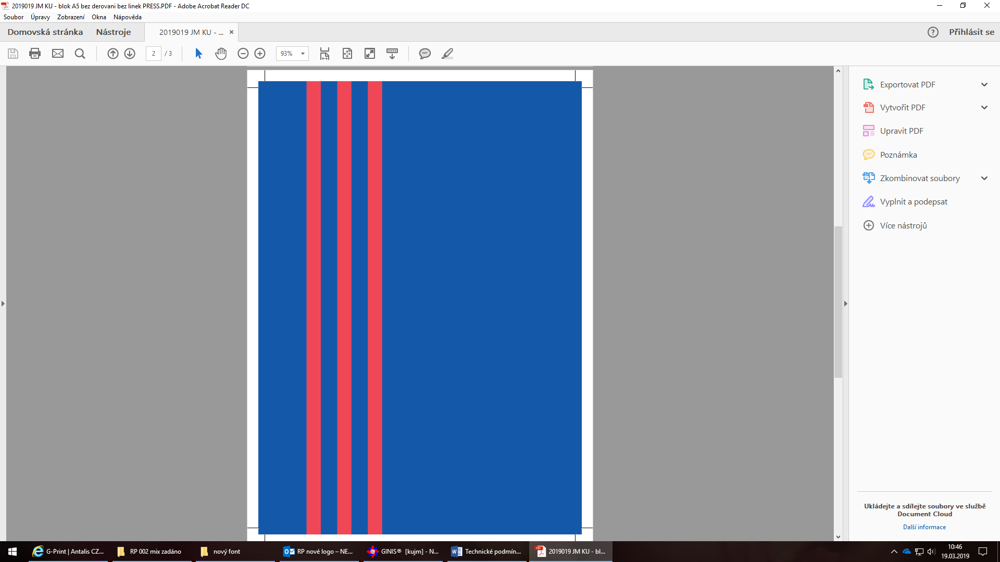 2019019 JM KU - blok A5 bez derovani bez linek PRESS.PDF - Adobe Acrobat Reader DC
Soubor Úpravy Zobrazení Okna Nápověda
Domovská stránka Nástroje 2019019 JM KU - ... × Přihlásit se
2 / 3 93%
Exportovat PDF
Vytvořit PDF
Upravit PDF
Poznámka
Zkombinovat soubory
Vyplnit a podepsat
Více nástrojů
Ukládejte a sdílejte soubory ve službě
Document Cloud
Další informace
G-Print | Antalis CZ... RP 002 mix zadáno nový font RP nové logo – NE... GINIS® [kujm] - N... Technické podmín... 2019019 JM KU - bl... 10:46
19.03.2019